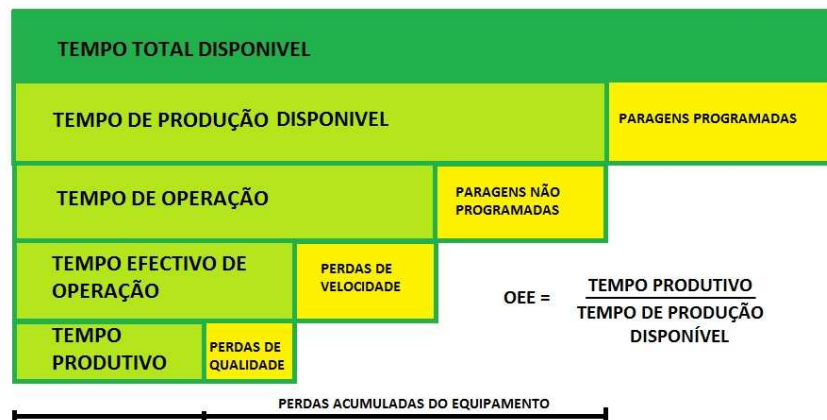 TEMPO TOTAL DISPONIVEL
TEMPO DE PRODUÇÃO DISPONIVEL
PARAGENS PROGRAMADAS
TEMPO DE OPERAÇÃO
PARAGENS NÃO
PROGRAMADAS
TEMPO EFECTIVO DE
OPERAÇÃO
PERDAS DE
VELOCIDADE
OEE =
TEMPO PRODUTIVO
TEMPO DE PRODUÇÃO
DISPONÍVEL
TEMPO
PRODUTIVO
PERDAS DE
QUALIDADE
PERDAS ACUMULADAS DO EQUIPAMENTO